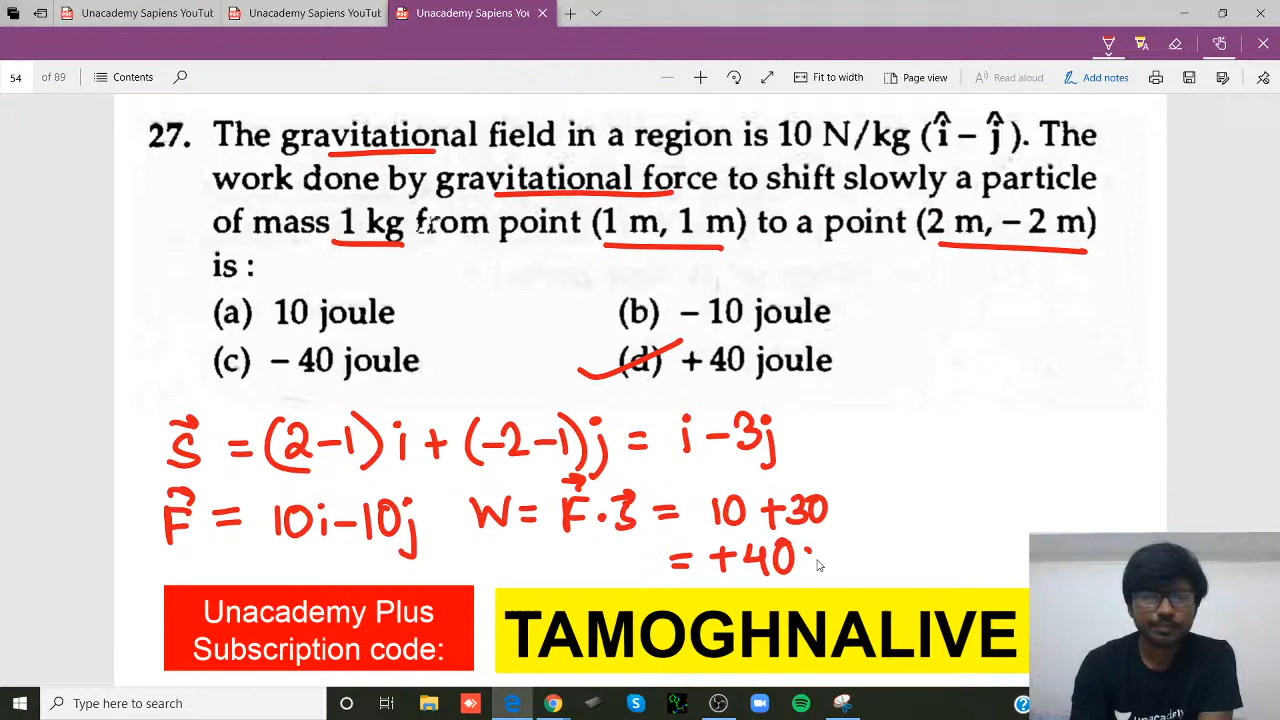 Unacademy Sapiens You Unacademy Sapiens YouTu Unacademy Sapiens You
54 of 89 Contents Fit to width Page view Read aloud Add notes
27. The gravitational field in a region is 10 N/kg (î − ĵ). The
work done by gravitational force to shift slowly a particle
of mass 1 kg from point (1 m, 1 m) to a point (2 m, − 2 m)
is :
(a) 10 joule (b) − 10 joule
(c) − 40 joule (d) + 40 joule
S⃗ = (2-1)i + (-2-1)j = i - 3j
F⃗ = 10i - 10j W = F⃗ · S⃗ = 10 + 30
= +40
Unacademy Plus
Subscription code:
TAMOGHNALIVE
unacademy
Type here to search